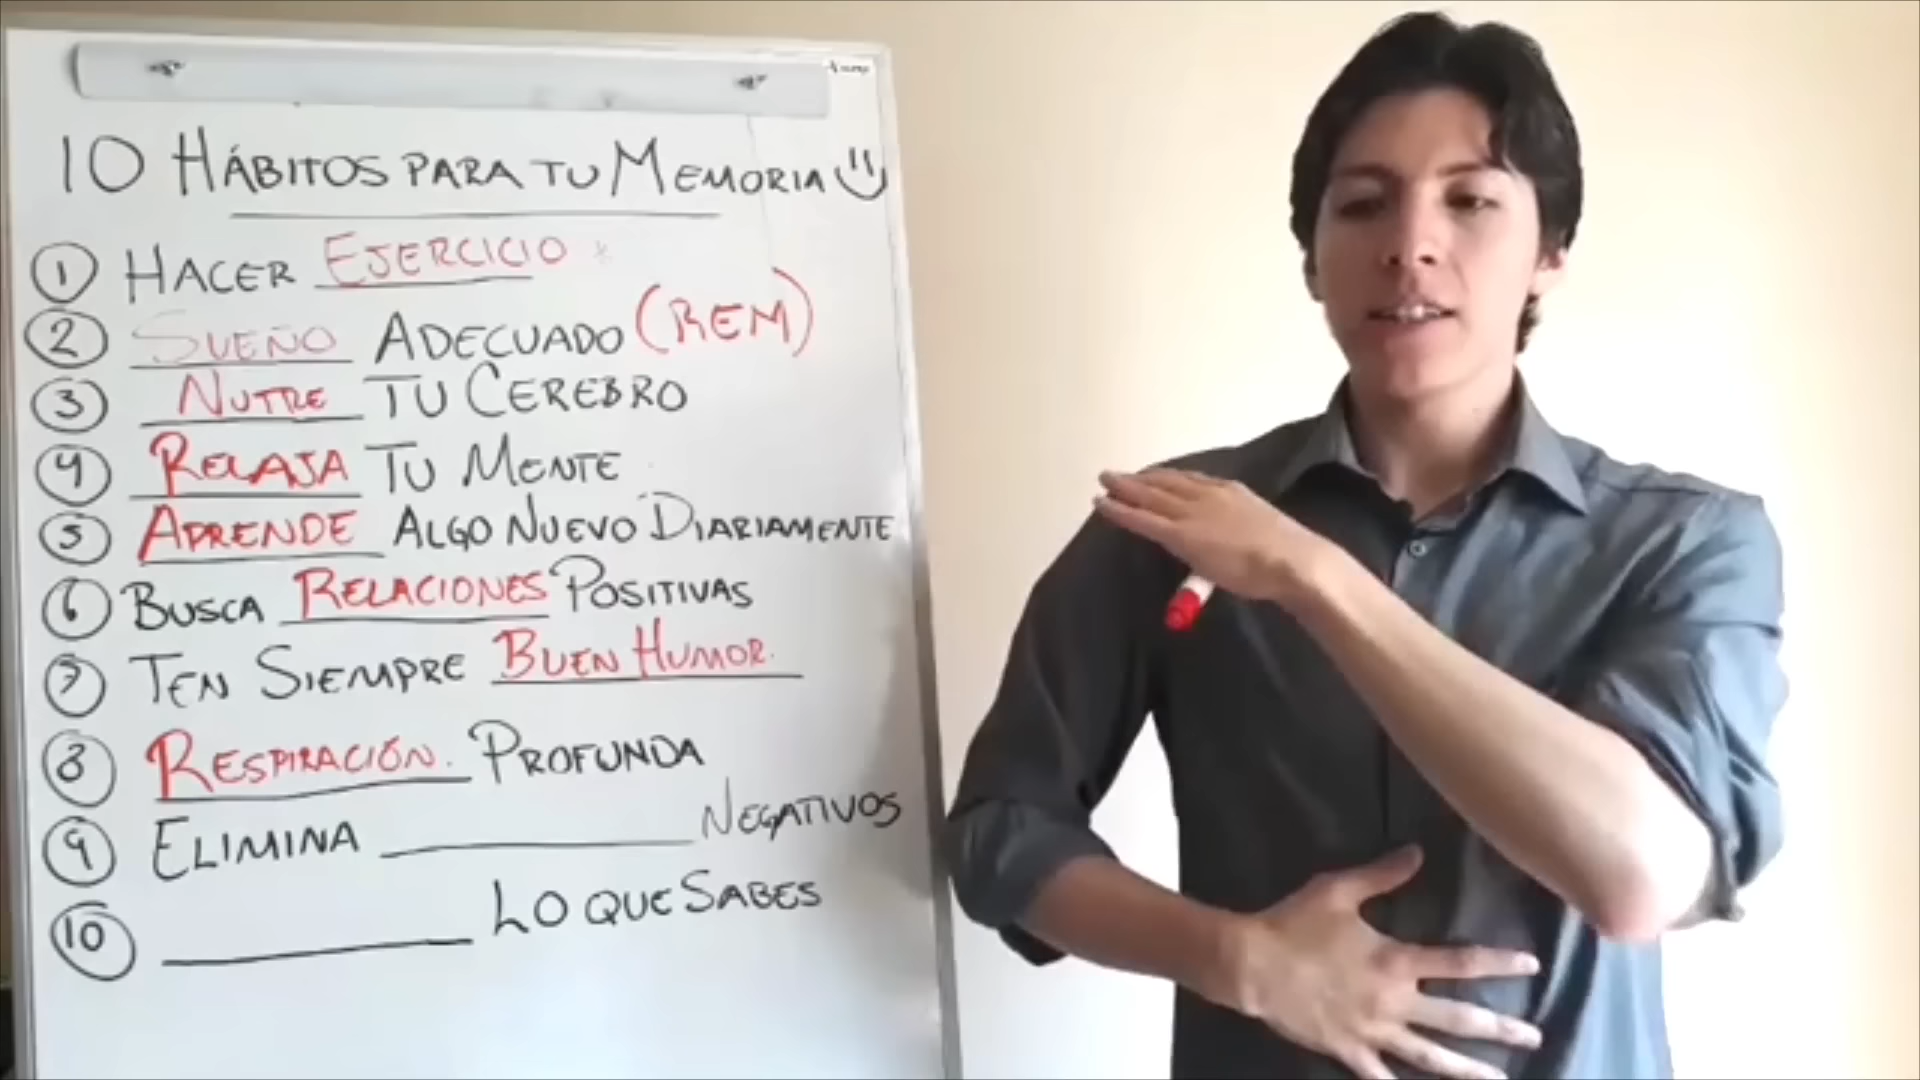 10 HÁBITOS PARA TU MEMORIA
1 HACER EJERCICIO *
2 SUEÑO ADECUADO (REM)
3 NUTRE TU CEREBRO
4 RELAJA TU MENTE
5 APRENDE ALGO NUEVO DIARIAMENTE
6 BUSCA RELACIONES POSITIVAS
7 TEN SIEMPRE BUEN HUMOR.
8 RESPIRACIÓN. PROFUNDA
9 ELIMINA ________ NEGATIVOS
10 ________ LO QUE SABES